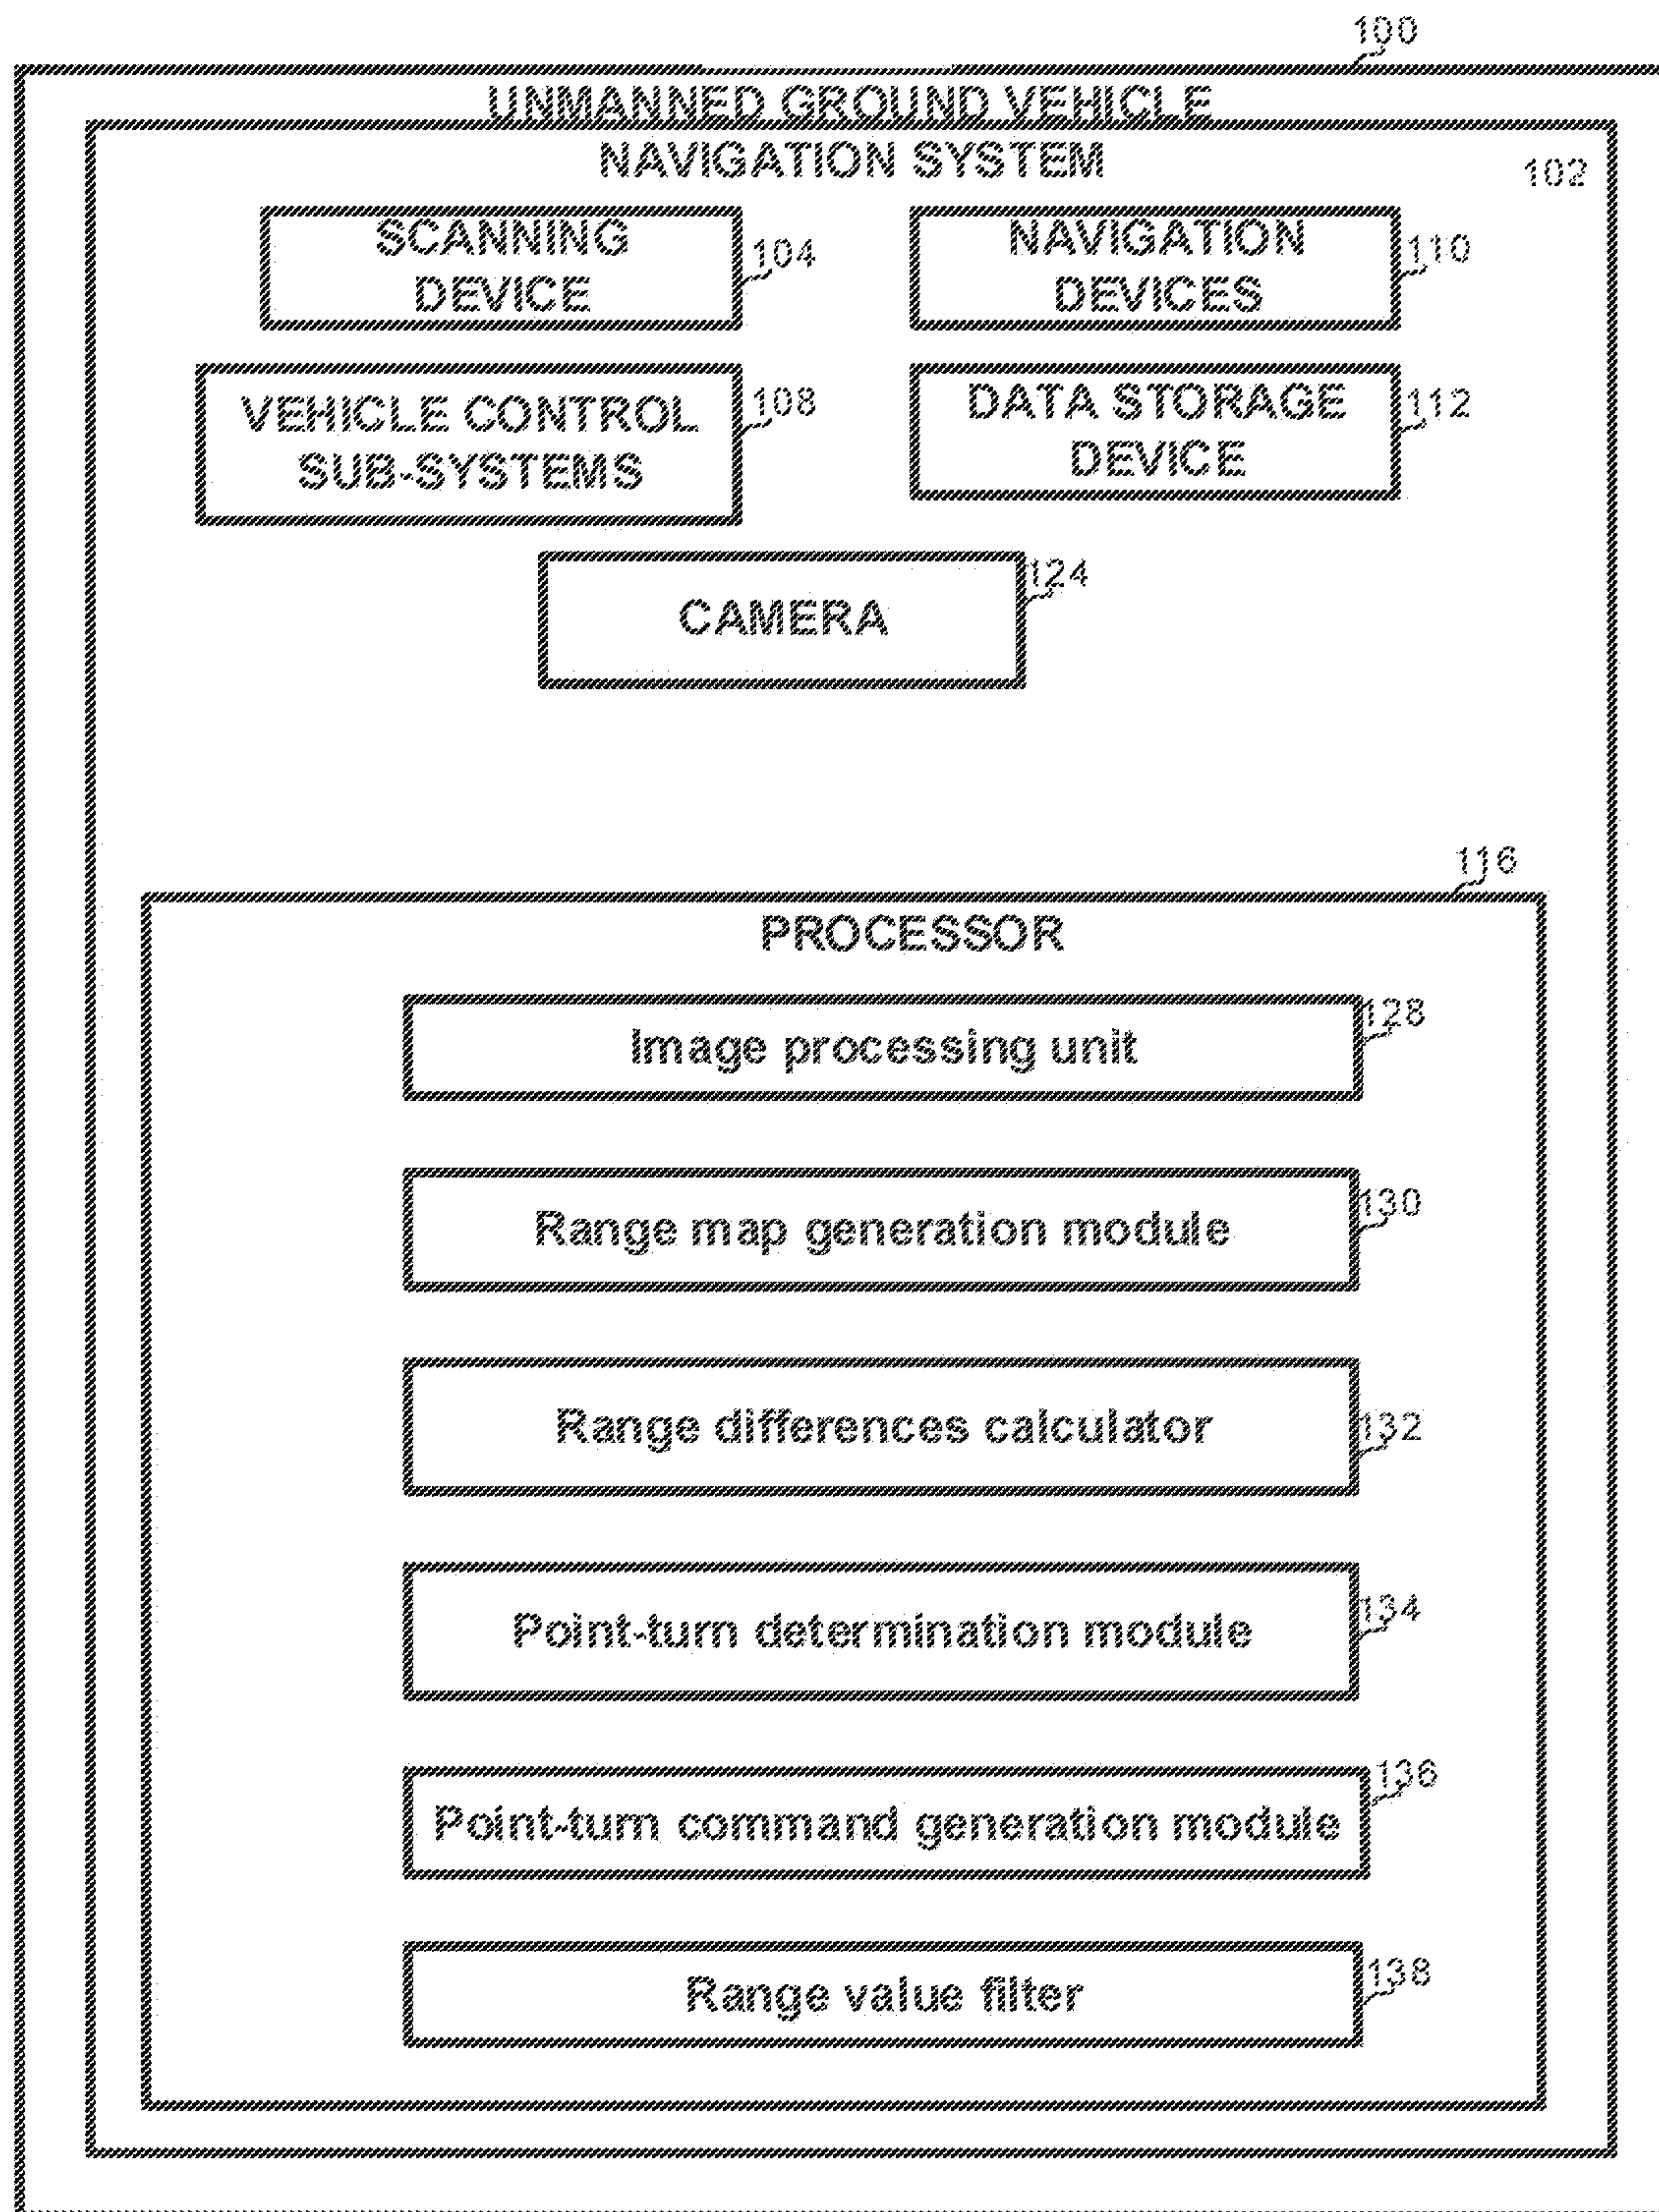 100
UNMANNED GROUND VEHICLE
NAVIGATION SYSTEM
102
SCANNING
DEVICE
104
NAVIGATION
DEVICES
110
VEHICLE CONTROL
SUB-SYSTEMS
108
DATA STORAGE
DEVICE
112
CAMERA
124
116
PROCESSOR
Image processing unit
128
Range map generation module
130
Range differences calculator
132
Point-turn determination module
134
Point-turn command generation module
136
Range value filter
138